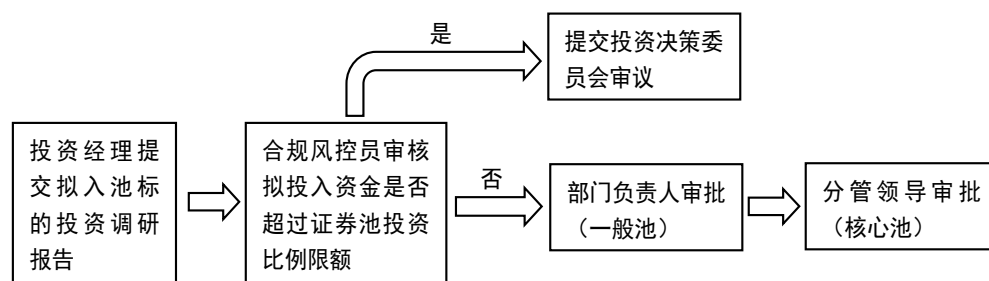 投资经理提
交拟入池标
的投资调研
报告
合规风控员审核
拟投入资金是否
超过证券池投资
比例限额
是
提交投资决策委
员会审议
否
部门负责人审批
（一般池）
分管领导审批
（核心池）